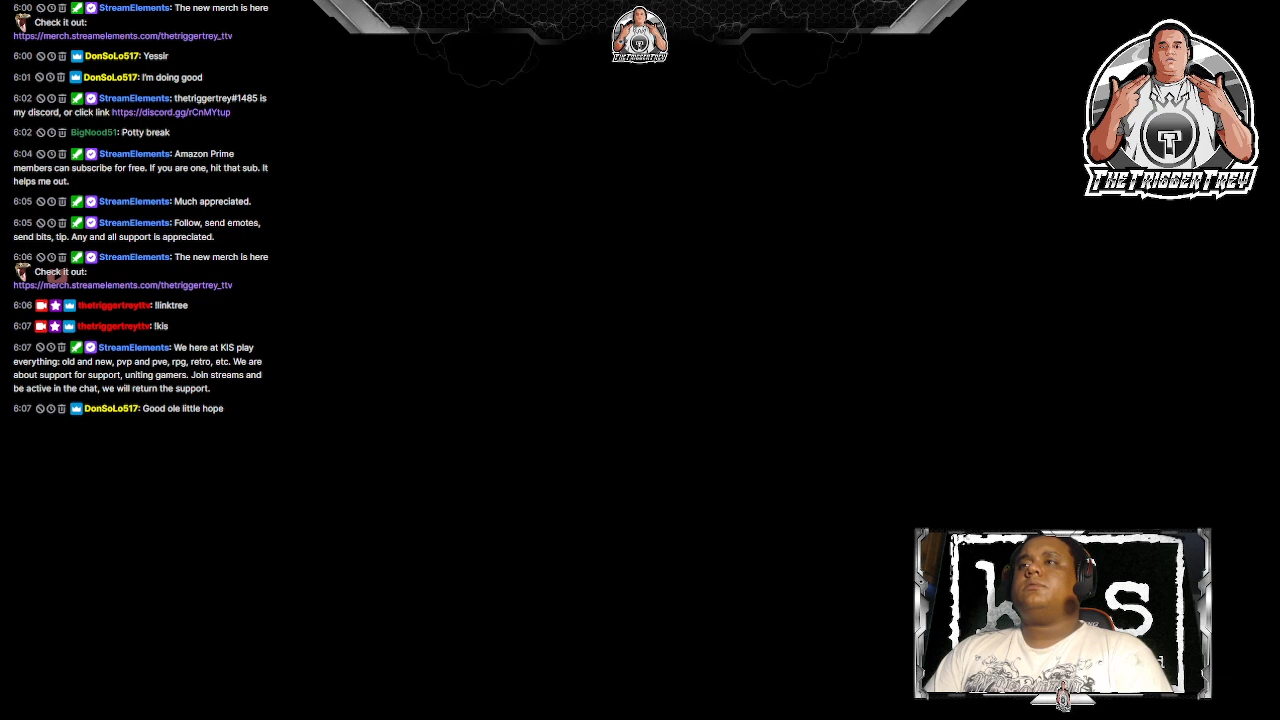 6:00 StreamElements: The new merch is here
Check it out:
https://merch.streamelements.com/thetriggertrey_ttv
6:00 DonSoLo517: Yessir
6:01 DonSoLo517: I'm doing good
6:02 StreamElements: thetriggertrey#1485 is
my discord, or click link https://discord.gg/rCnMYtup
6:02 BigNood51: Potty break
6:04 StreamElements: Amazon Prime
members can subscribe for free. If you are one, hit that sub. It
helps me out.
6:05 StreamElements: Much appreciated.
6:05 StreamElements: Follow, send emotes,
send bits, tip. Any and all support is appreciated.
6:06 StreamElements: The new merch is here
Check it out:
https://merch.streamelements.com/thetriggertrey_ttv
6:06 thetriggertreyttv: !linktree
6:07 thetriggertreyttv: !kis
6:07 StreamElements: We here at KIS play
everything: old and new, pvp and pve, rpg, retro, etc. We are
about support for support, uniting gamers. Join streams and
be active in the chat, we will return the support.
6:07 DonSoLo517: Good ole little hope
THETRIGGERTREY
T
THETRIGGERTREY